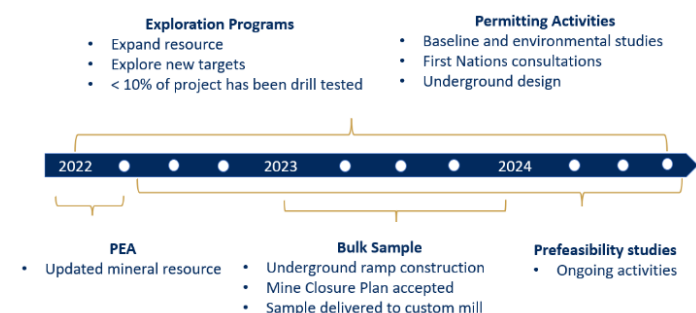 Exploration Programs
• Expand resource
• Explore new targets
• < 10% of project has been drill tested
Permitting Activities
• Baseline and environmental studies
• First Nations consultations
• Underground design
2022
2023
2024
PEA
• Updated mineral resource
Bulk Sample
• Underground ramp construction
• Mine Closure Plan accepted
• Sample delivered to custom mill
Prefeasibility studies
• Ongoing activities